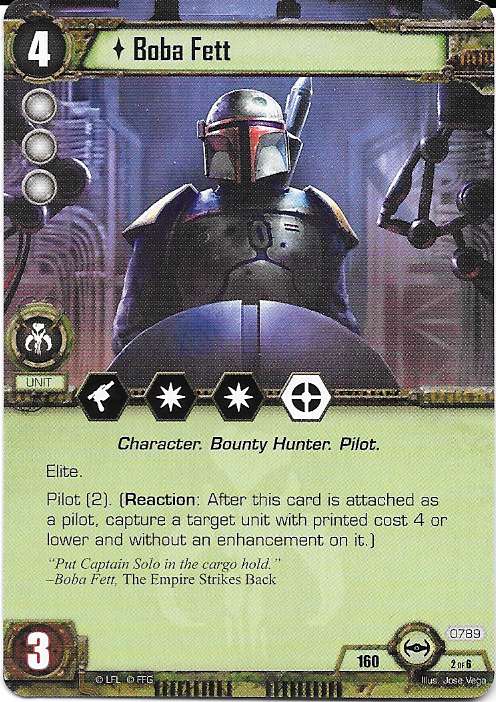 4
Boba Fett
UNIT
Character. Bounty Hunter. Pilot.
Elite.
Pilot (2). (Reaction: After this card is attached as
a pilot, capture a target unit with printed cost 4 or
lower and without an enhancement on it.)
“Put Captain Solo in the cargo hold.”
–Boba Fett, The Empire Strikes Back
3
0789
160
2 OF 6
© LFL © FFG
Illus. Jose Vega